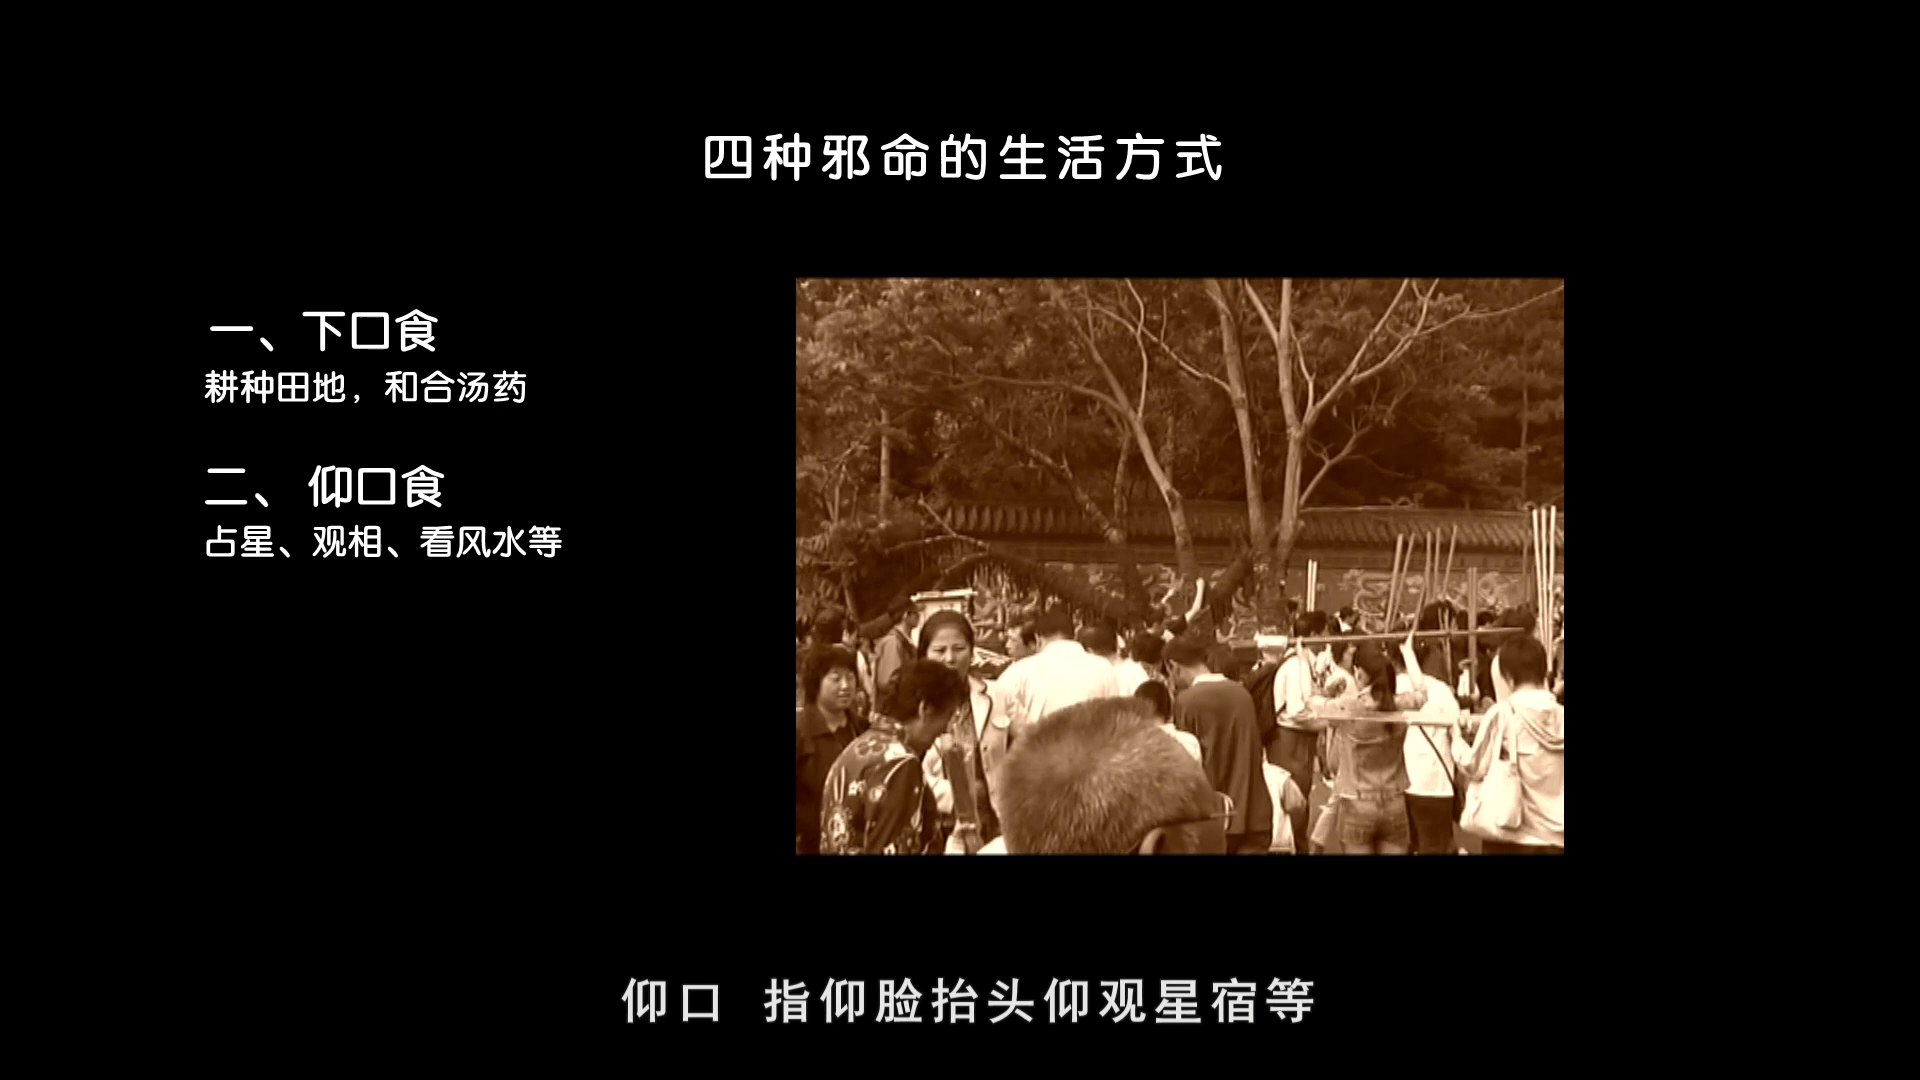 四种邪命的生活方式
一、下口食
耕种田地，和合汤药
二、仰口食
占星、观相、看风水等
仰口 指仰脸抬头仰观星宿等